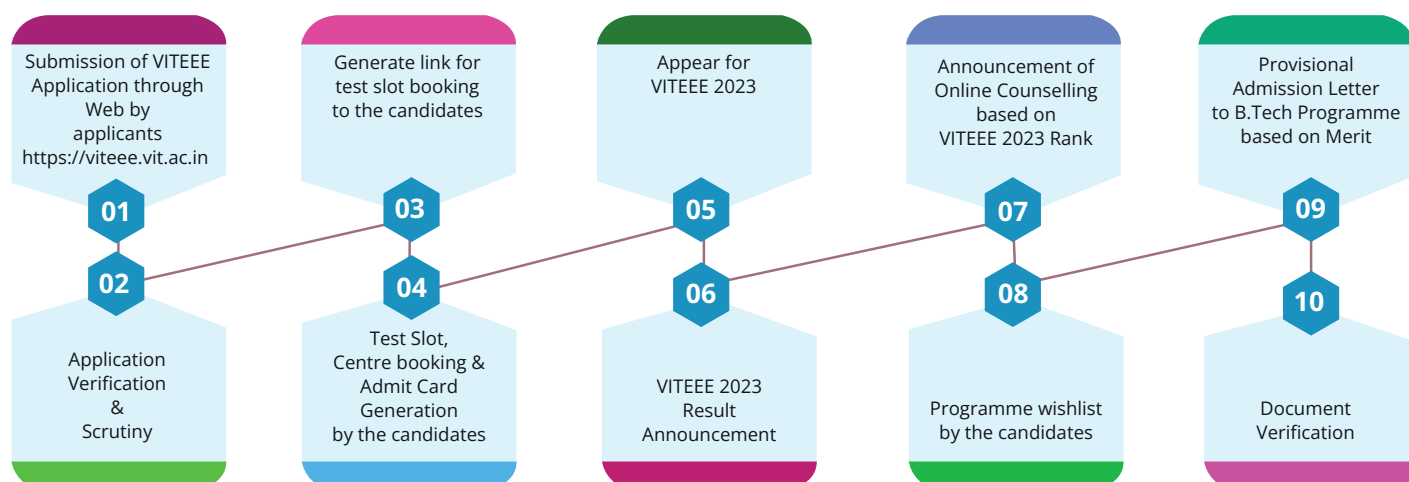 Submission of VITEEE
Application through
Web by
applicants
https://viteee.vit.ac.in
01
02
Application
Verification
&
Scrutiny
Generate link for
test slot booking
to the candidates
03
04
Test Slot,
Centre booking &
Admit Card
Generation
by the candidates
Appear for
VITEEE 2023
05
06
VITEEE 2023
Result
Announcement
Announcement of
Online Counselling
based on
VITEEE 2023 Rank
07
08
Programme wishlist
by the candidates
Provisional
Admission Letter
to B.Tech Programme
based on Merit
09
10
Document
Verification